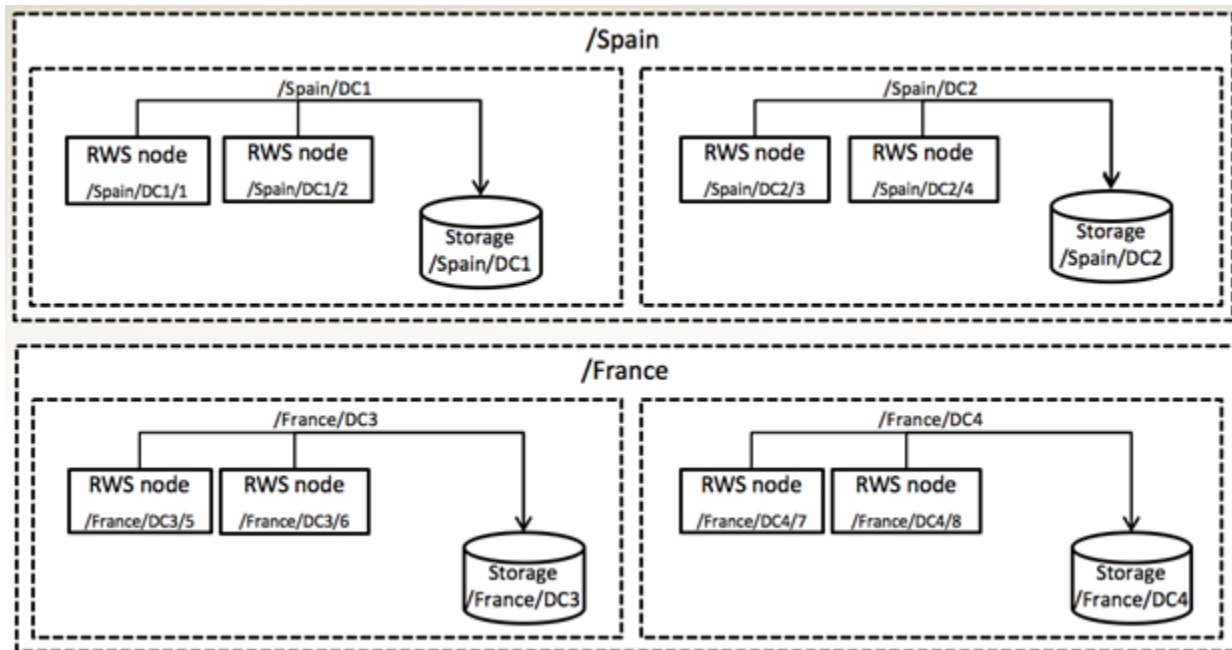 /Spain
/Spain/DC1
RWS node
/Spain/DC1/1
RWS node
/Spain/DC1/2
Storage
/Spain/DC1
/Spain/DC2
RWS node
/Spain/DC2/3
RWS node
/Spain/DC2/4
Storage
/Spain/DC2
/France
/France/DC3
RWS node
/France/DC3/5
RWS node
/France/DC3/6
Storage
/France/DC3
/France/DC4
RWS node
/France/DC4/7
RWS node
/France/DC4/8
Storage
/France/DC4